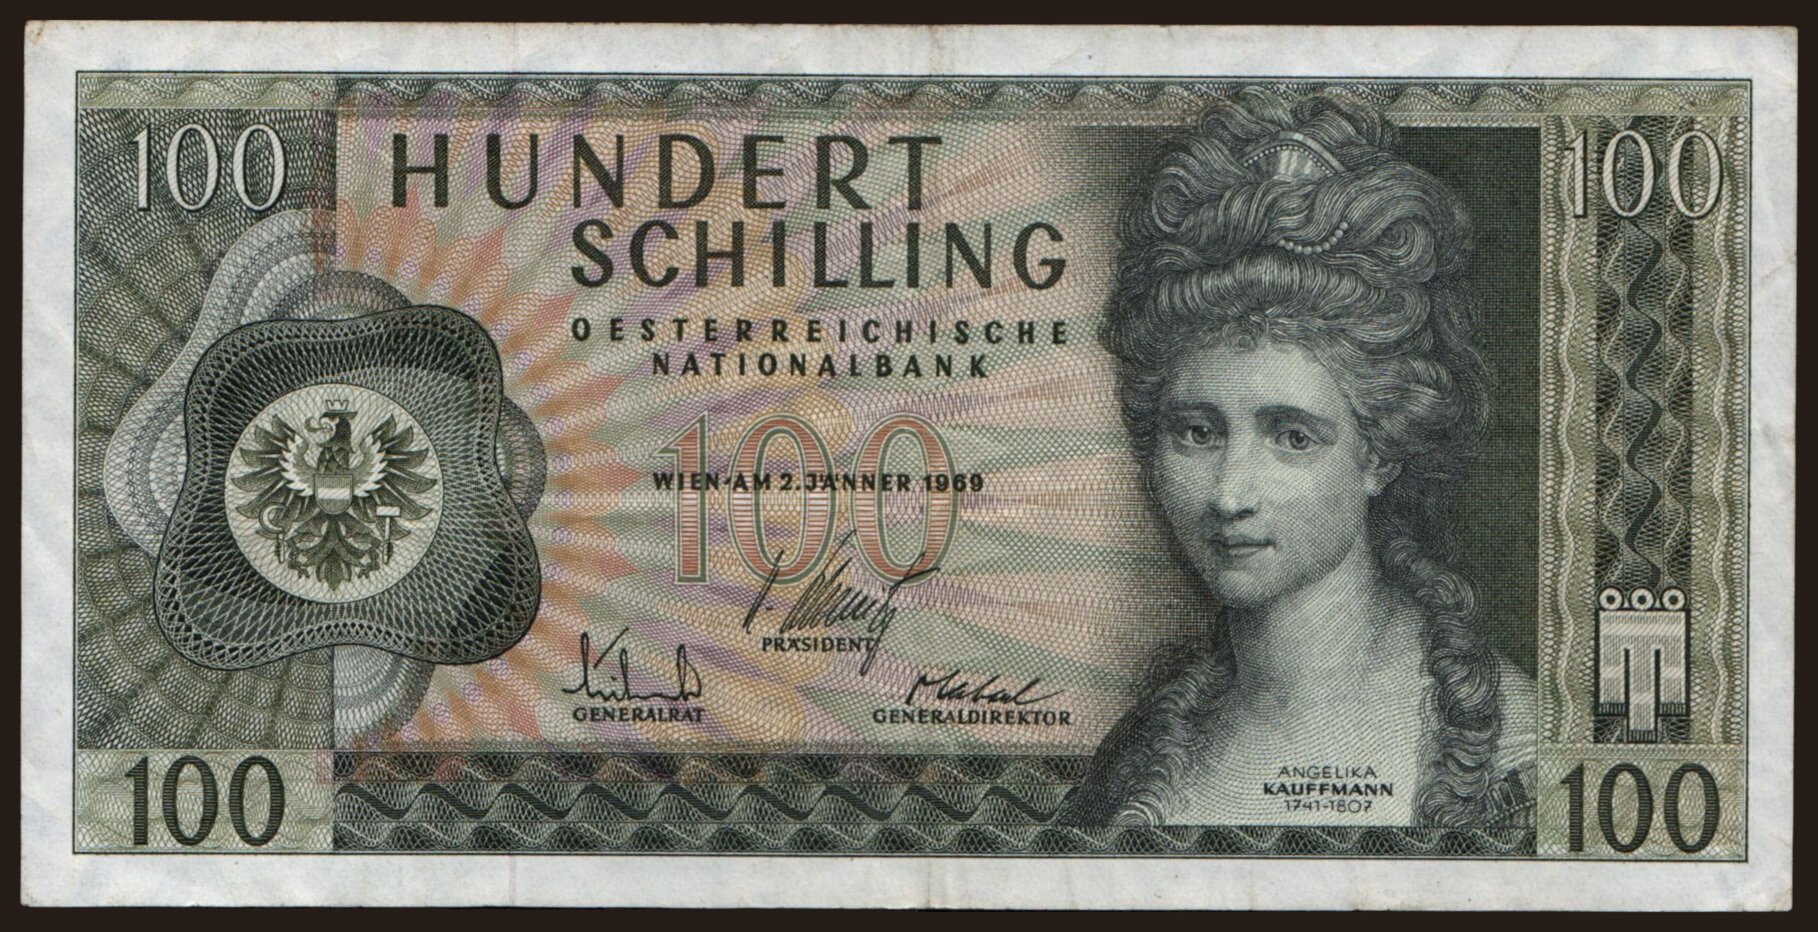 100
HUNDERT
SCHILLING
100
OESTERREICHISCHE
NATIONALBANK
100
WIEN·AM 2. JÄNNER 1969
PRÄSIDENT
GENERALRAT
GENERALDIREKTOR
ANGELIKA
KAUFFMANN
1741-1807
100
100